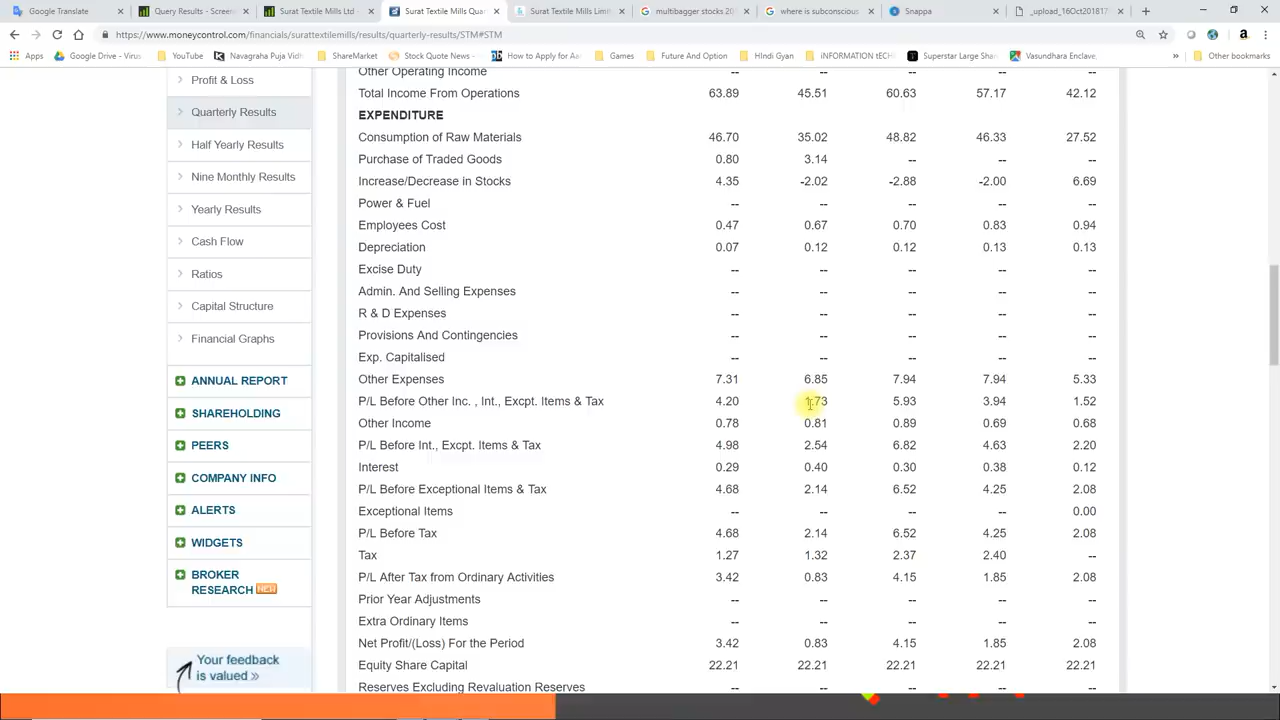 Google Translate
Query Results - Screen
Surat Textile Mills Ltd -
Surat Textile Mills Quar
Surat Textile Mills Limit
multibagger stocks 20
where is subconscious
Snappa
_upload_16Oct201817
https://www.moneycontrol.com/financials/surattextilemills/results/quarterly-results/STM#STM
Apps Google Drive - Virus YouTube Navagraha Puja Vidh ShareMarket Stock Quote News - How to Apply for Aa Games Future And Option HIndi Gyan iNFORMATION tECH Superstar Large Shar Vasundhara Enclave, » Other bookmarks
Profit & Loss
Quarterly Results
Half Yearly Results
Nine Monthly Results
Yearly Results
Cash Flow
Ratios
Capital Structure
Financial Graphs
ANNUAL REPORT
SHAREHOLDING
PEERS
COMPANY INFO
ALERTS
WIDGETS
BROKER
RESEARCH NEW
Your feedback
is valued »
Other Operating Income -- -- -- -- --
Total Income From Operations 63.89 45.51 60.63 57.17 42.12
EXPENDITURE
Consumption of Raw Materials 46.70 35.02 48.82 46.33 27.52
Purchase of Traded Goods 0.80 3.14 -- -- --
Increase/Decrease in Stocks 4.35 -2.02 -2.88 -2.00 6.69
Power & Fuel -- -- -- -- --
Employees Cost 0.47 0.67 0.70 0.83 0.94
Depreciation 0.07 0.12 0.12 0.13 0.13
Excise Duty -- -- -- -- --
Admin. And Selling Expenses -- -- -- -- --
R & D Expenses -- -- -- -- --
Provisions And Contingencies -- -- -- -- --
Exp. Capitalised -- -- -- -- --
Other Expenses 7.31 6.85 7.94 7.94 5.33
P/L Before Other Inc. , Int., Excpt. Items & Tax 4.20 1.73 5.93 3.94 1.52
Other Income 0.78 0.81 0.89 0.69 0.68
P/L Before Int., Excpt. Items & Tax 4.98 2.54 6.82 4.63 2.20
Interest 0.29 0.40 0.30 0.38 0.12
P/L Before Exceptional Items & Tax 4.68 2.14 6.52 4.25 2.08
Exceptional Items -- -- -- -- 0.00
P/L Before Tax 4.68 2.14 6.52 4.25 2.08
Tax 1.27 1.32 2.37 2.40 --
P/L After Tax from Ordinary Activities 3.42 0.83 4.15 1.85 2.08
Prior Year Adjustments -- -- -- -- --
Extra Ordinary Items -- -- -- -- --
Net Profit/(Loss) For the Period 3.42 0.83 4.15 1.85 2.08
Equity Share Capital 22.21 22.21 22.21 22.21 22.21
Reserves Excluding Revaluation Reserves -- -- -- -- --